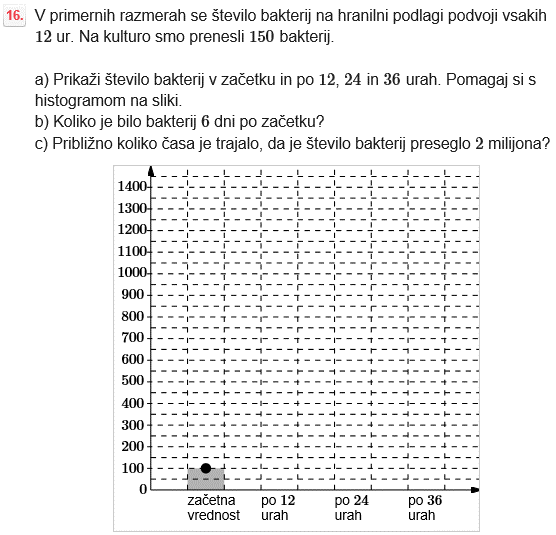 16. V primernih razmerah se število bakterij na hranilni podlagi podvoji vsakih
12 ur. Na kulturo smo prenesli 150 bakterij.
a) Prikaži število bakterij v začetku in po 12, 24 in 36 urah. Pomagaj si s
histogramom na sliki.
b) Koliko je bilo bakterij 6 dni po začetku?
c) Približno koliko časa je trajalo, da je število bakterij preseglo 2 milijona?
1400
1300
1200
1100
1000
900
800
700
600
500
400
300
200
100
0
začetna
vrednost
po 12
urah
po 24
urah
po 36
urah